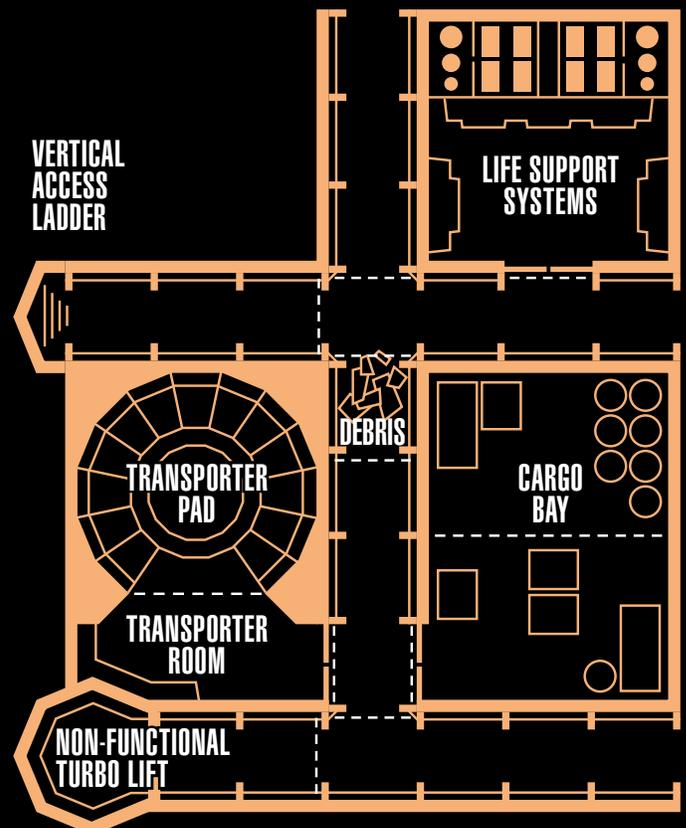 VERTICAL
ACCESS
LADDER
LIFE SUPPORT
SYSTEMS
DEBRIS
TRANSPORTER
PAD
CARGO
BAY
TRANSPORTER
ROOM
NON-FUNCTIONAL
TURBO LIFT